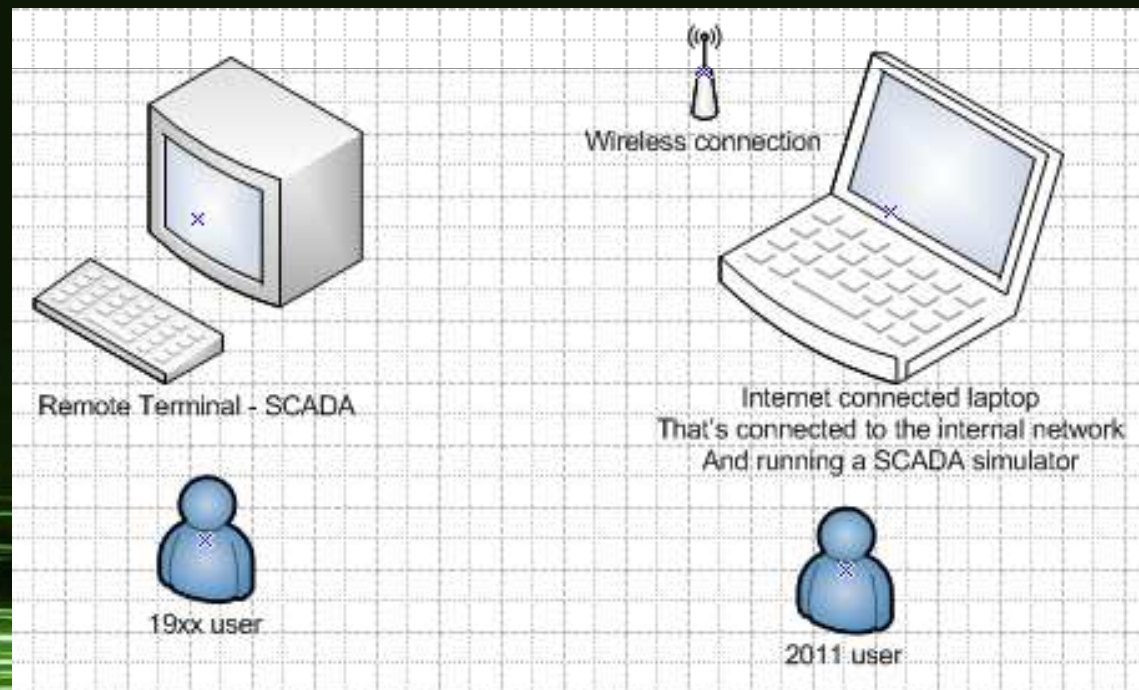 Wireless connection
Remote Terminal - SCADA
Internet connected laptop
That's connected to the internal network
And running a SCADA simulator
19xx user
2011 user